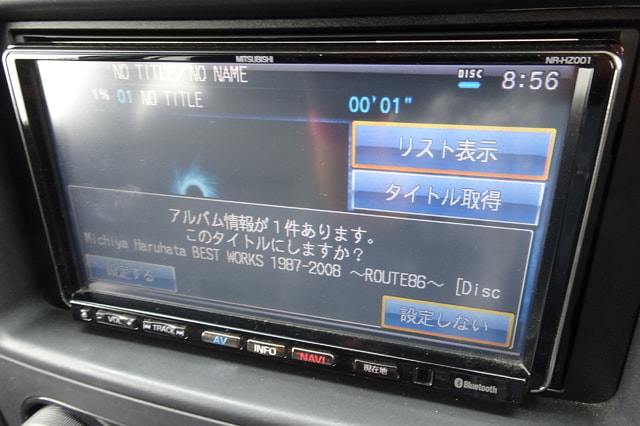 MITSUBISHI
NR-HZ001
NO TITLE/NO NAME
DISC
8:56
1% 01 NO TITLE
00'01"
リスト表示
タイトル取得
アルバム情報が1件あります。
このタイトルにしますか?
Michiya Haruhata BEST WORKS 1987-2008 ～ROUTE86～ [Disc
設定する
設定しない
VOL
TRACK
AV
INFO
NAVI
現在地
Bluetooth